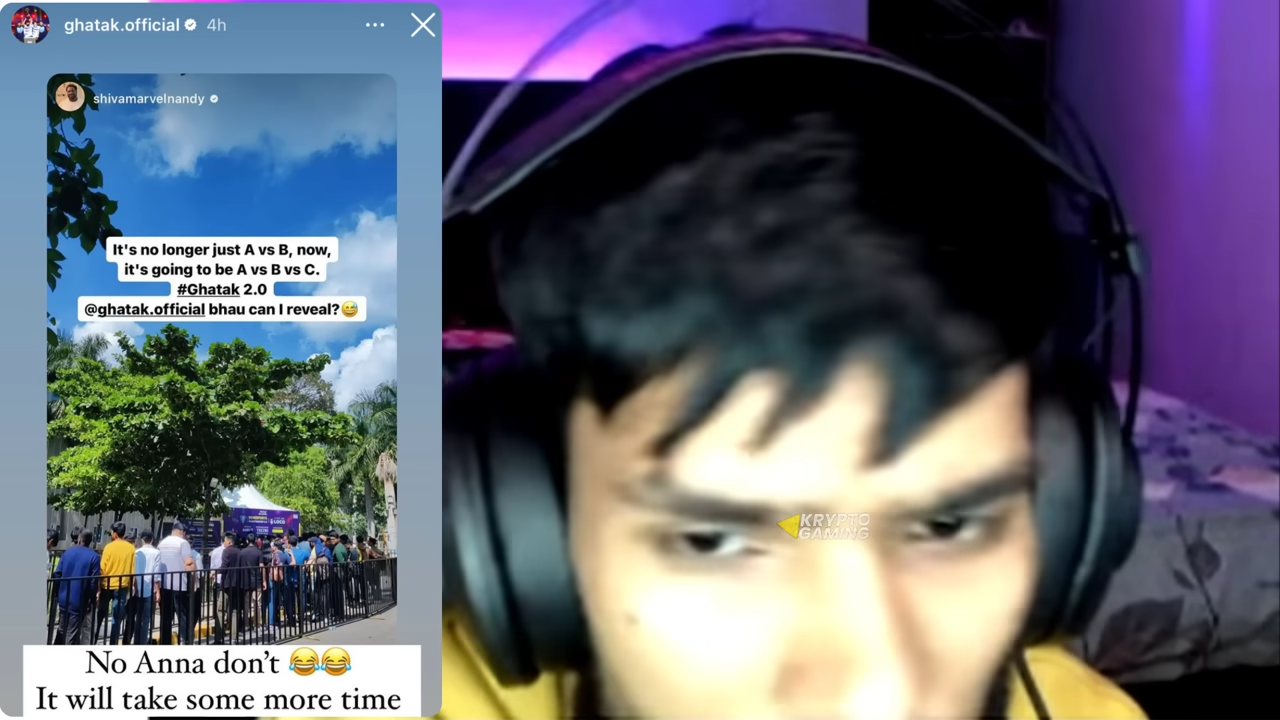 ghatak.official 4h
shivamarvelnandy
It's no longer just A vs B, now,
it's going to be A vs B vs C.
#Ghatak 2.0
@ghatak.official bhau can I reveal?😅
LOCO
No Anna don't 😂😂
It will take some more time
KRYPTO
GAMING